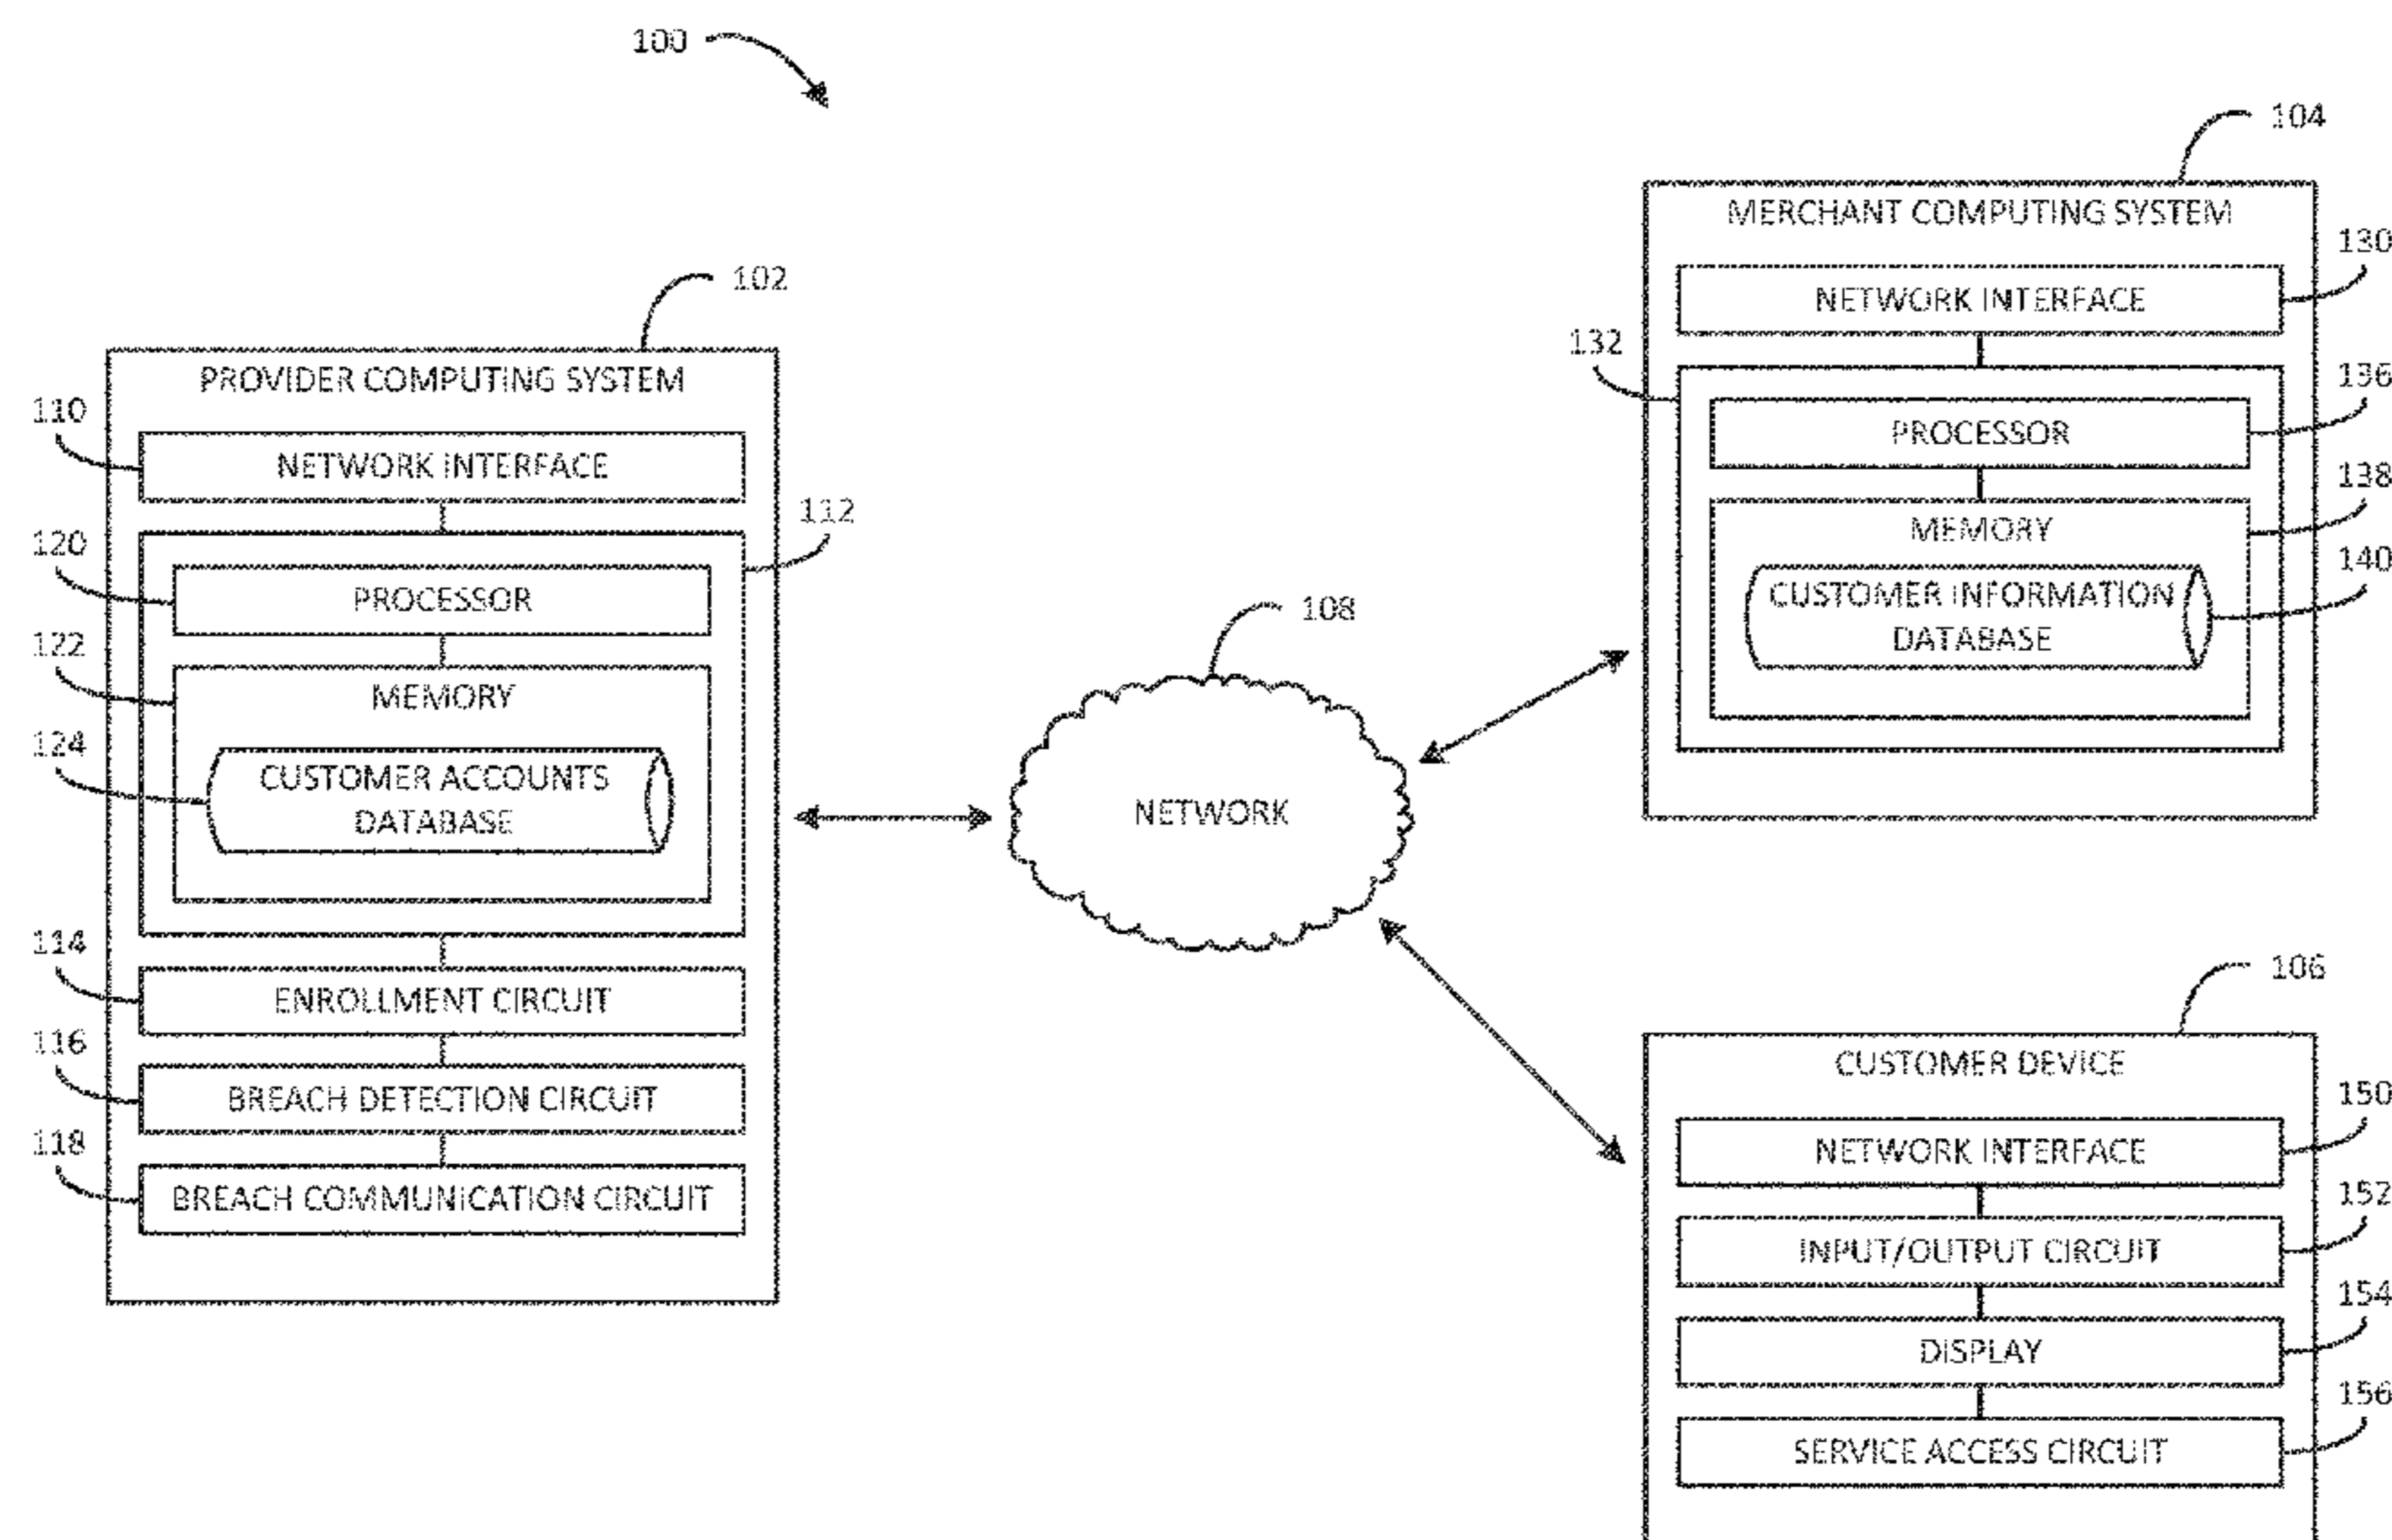 100
102
PROVIDER COMPUTING SYSTEM
110
NETWORK INTERFACE
112
120
PROCESSOR
122
MEMORY
124
CUSTOMER ACCOUNTS
DATABASE
114
ENROLLMENT CIRCUIT
116
BREACH DETECTION CIRCUIT
118
BREACH COMMUNICATION CIRCUIT
108
NETWORK
104
MERCHANT COMPUTING SYSTEM
130
NETWORK INTERFACE
132
136
PROCESSOR
138
MEMORY
140
CUSTOMER INFORMATION
DATABASE
106
CUSTOMER DEVICE
150
NETWORK INTERFACE
152
INPUT/OUTPUT CIRCUIT
154
DISPLAY
156
SERVICE ACCESS CIRCUIT